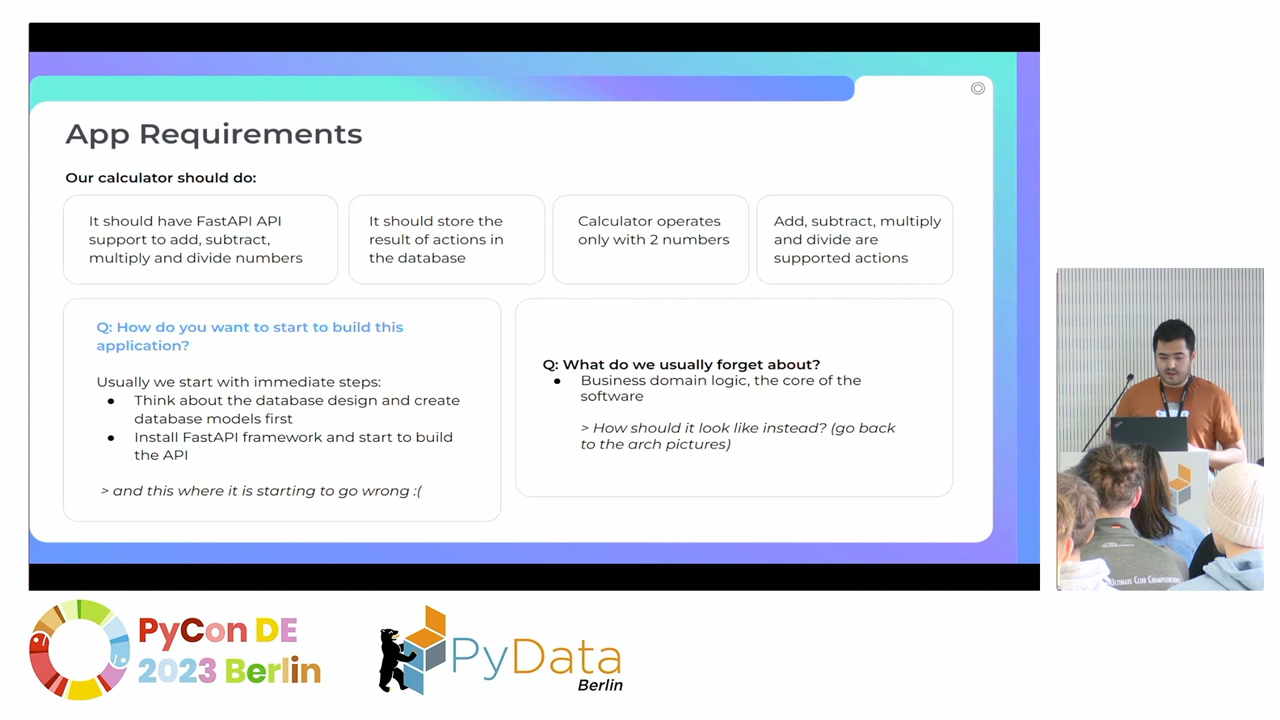 App Requirements
Our calculator should do:
It should have FastAPI API
support to add, subtract,
multiply and divide numbers
It should store the
result of actions in
the database
Calculator operates
only with 2 numbers
Add, subtract, multiply
and divide are
supported actions
Q: How do you want to start to build this
application?
Usually we start with immediate steps:
● Think about the database design and create
database models first
● Install FastAPI framework and start to build
the API
> and this where it is starting to go wrong :(
Q: What do we usually forget about?
● Business domain logic, the core of the
software
> How should it look like instead? (go back
to the arch pictures)
ULTIMATE CLUB CHAMPIONSHIP
PyCon DE
2023 Berlin
PyData
Berlin